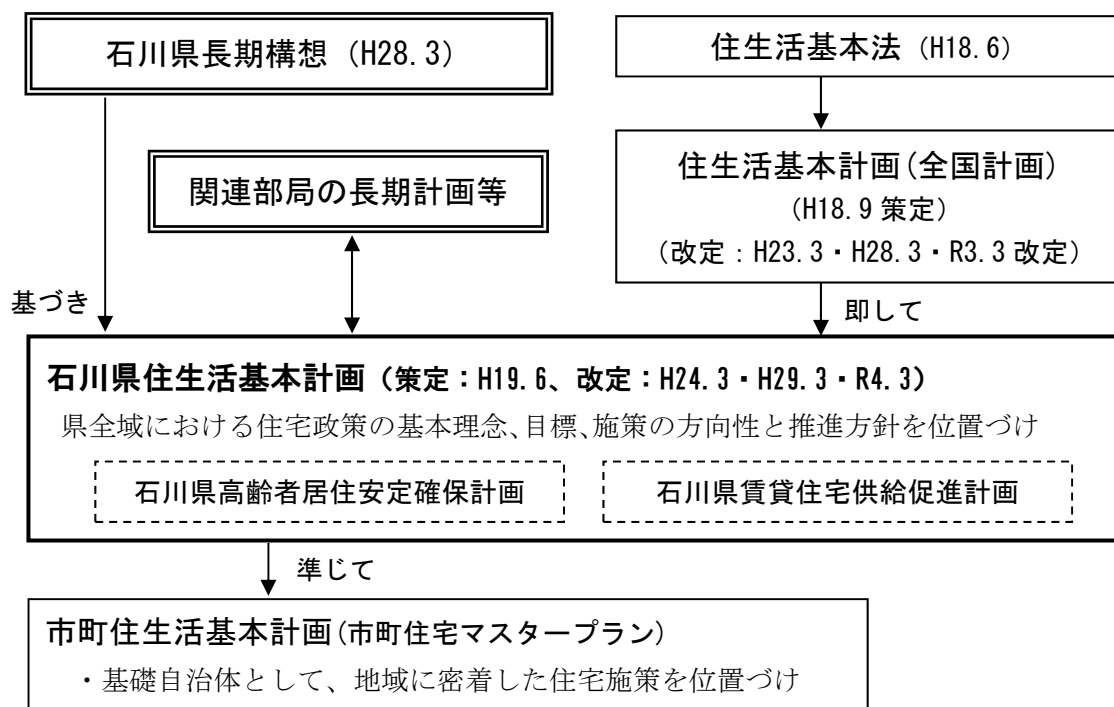 石川県長期構想（H28.3）
住生活基本法（H18.6）
関連部局の長期計画等
住生活基本計画(全国計画)
（H18.9 策定）
（改定：H23.3・H28.3・R3.3 改定）
基づき
即して
石川県住生活基本計画（策定：H19.6、改定：H24.3・H29.3・R4.3）
県全域における住宅政策の基本理念、目標、施策の方向性と推進方針を位置づけ
石川県高齢者居住安定確保計画
石川県賃貸住宅供給促進計画
準じて
市町住生活基本計画(市町住宅マスタープラン)
・基礎自治体として、地域に密着した住宅施策を位置づけ